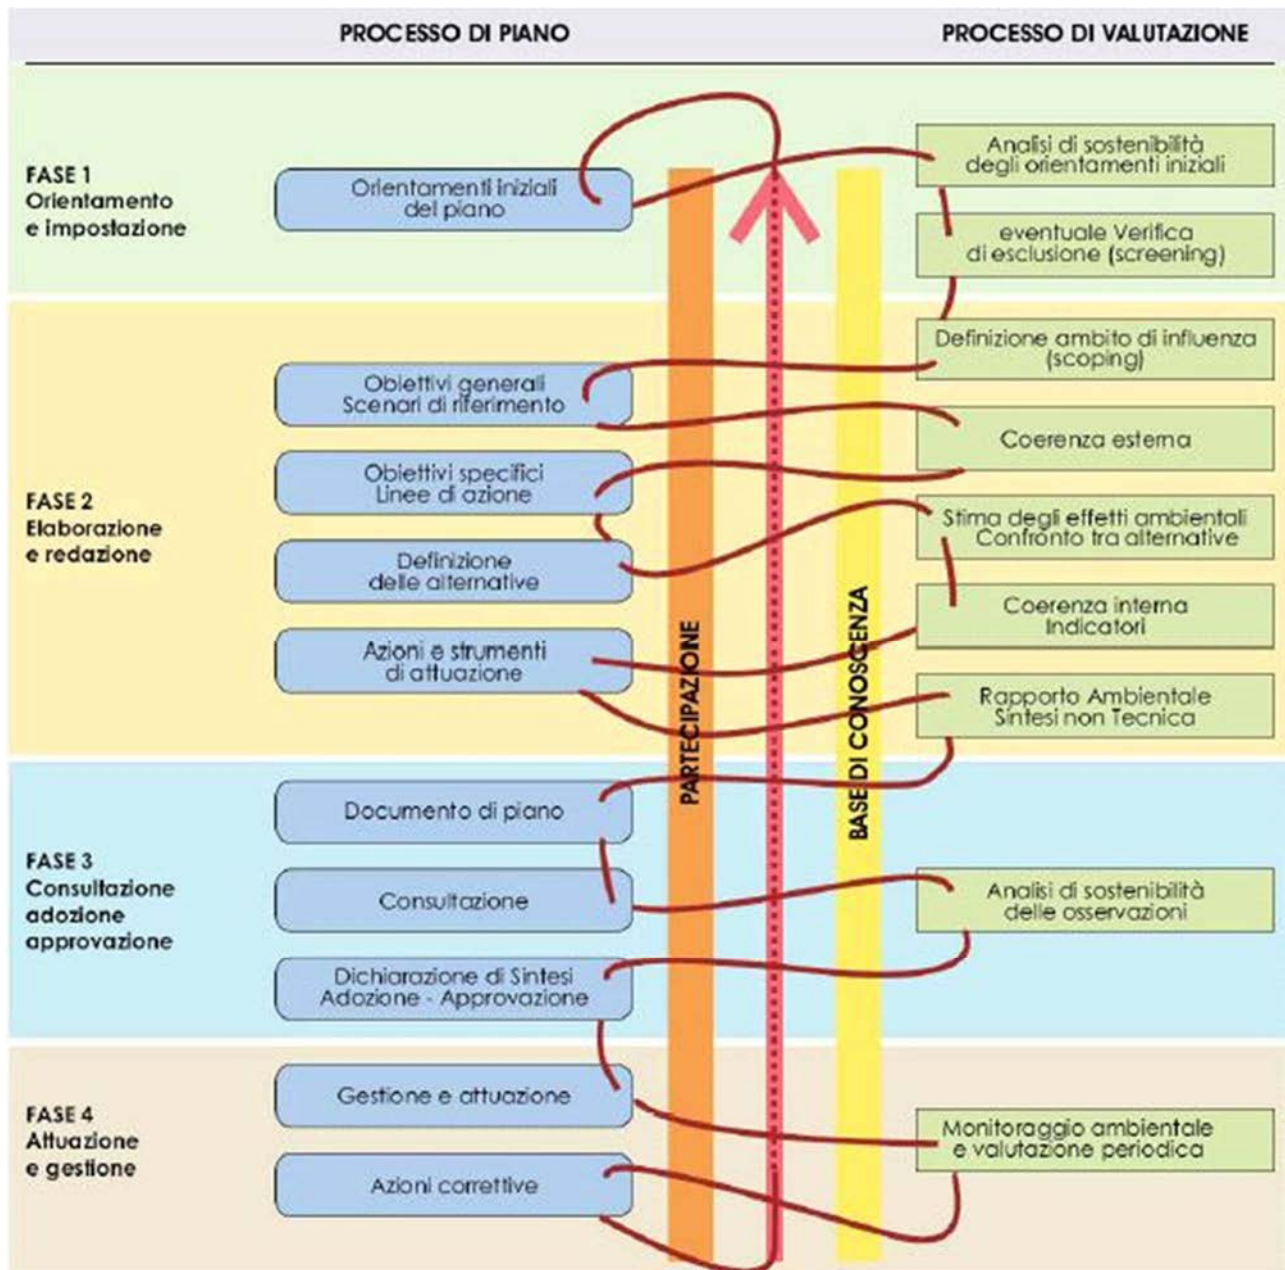 PROCESSO DI PIANO
PROCESSO DI VALUTAZIONE
FASE 1
Orientamento
e impostazione
Orientamenti iniziali
del piano
Analisi di sostenibilità
degli orientamenti iniziali
eventuale Verifica
di esclusione (screening)
FASE 2
Elaborazione
e redazione
Obiettivi generali
Scenari di riferimento
Obiettivi specifici
Linee di azione
Definizione
delle alternative
Azioni e strumenti
di attuazione
Definizione ambito di influenza
(scoping)
Coerenza esterna
Stima degli effetti ambientali
Confronto tra alternative
Coerenza interna
Indicatori
Rapporto Ambientale
Sintesi non Tecnica
PARTECIPAZIONE
BASE DI CONOSCENZA
FASE 3
Consultazione
adozione
approvazione
Documento di piano
Consultazione
Dichiarazione di Sintesi
Adozione - Approvazione
Analisi di sostenibilità
delle osservazioni
FASE 4
Attuazione
e gestione
Gestione e attuazione
Azioni correttive
Monitoraggio ambientale
e valutazione periodica